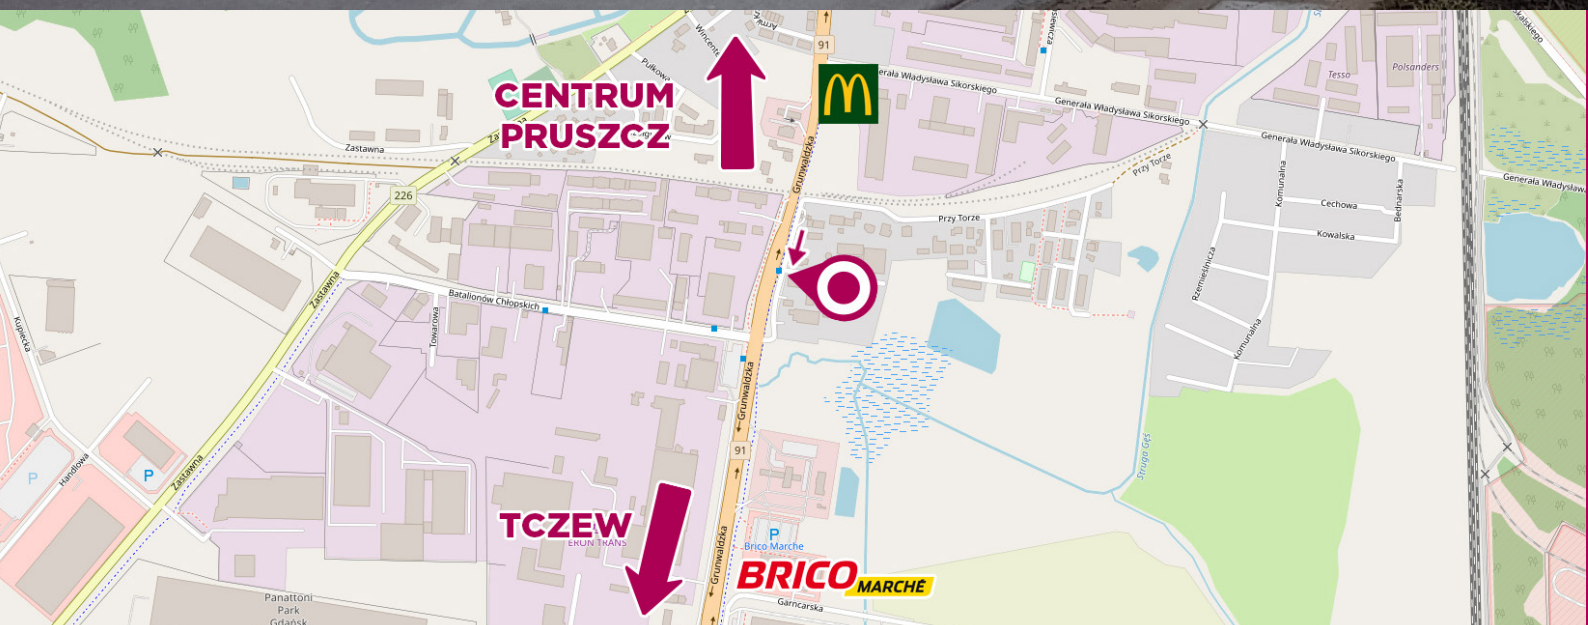 91
Wincente
Pułkowa
Generała Władysława Sikorskiego
Tesso
Polsanders
CENTRUM
PRUSZCZ
Generała Władysława Sikorskiego
Generała Władysława Sikorskiego
Zastawna
Grunwaldzka
Przy Torze
Komunalna
Bednarska
Generała Władysława
226
Cechowa
Przy Torze
Kowalska
Rzemieślnicza
Zastawna
Batalionów Chłopskich
Towarowa
Kupiecka
Komunalna
Grunwaldzka
91
Struga Gęś
Handlowa
Zastawna
P
P
TCZEW
ERON TRANS
P
Brico Marche
Grunwaldzka
BRICO
MARCHÉ
Panattoni
Park
Gdańsk
Garncarska